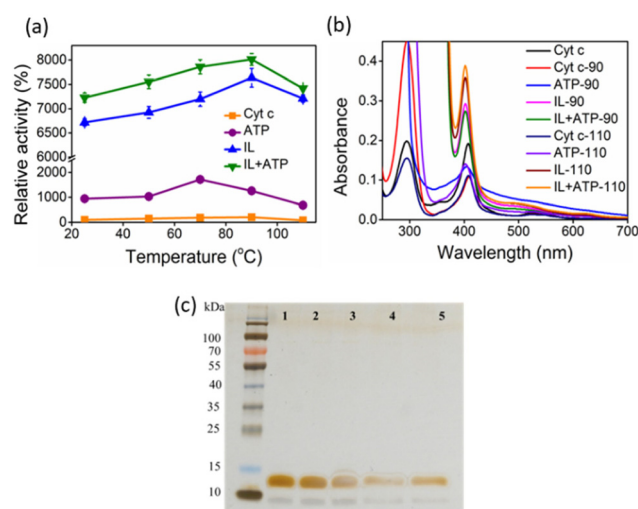 (a)
Relative activity (%)
8000
7500
7000
6500
6000
2000
1000
0
20 40 60 80 100
Temperature (°C)
Cyt c
ATP
IL
IL+ATP
(b)
Absorbance
0.4
0.3
0.2
0.1
0.0
300 400 500 600 700
Wavelength (nm)
Cyt c
Cyt c-90
ATP-90
IL-90
IL+ATP-90
Cyt c-110
ATP-110
IL-110
IL+ATP-110
(c)
kDa
1 2 3 4 5
100
70
55
40
35
25
15
10